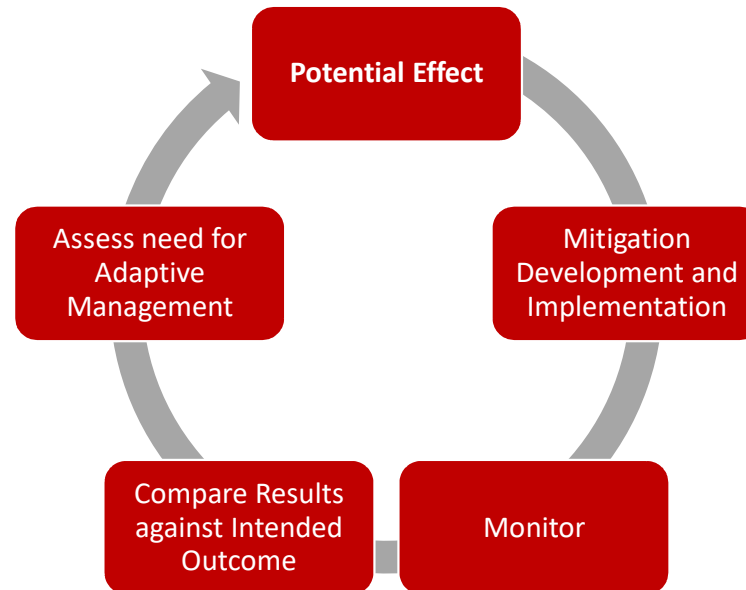 Potential Effect
Mitigation
Development and
Implementation
Monitor
Compare Results
against Intended
Outcome
Assess need for
Adaptive
Management